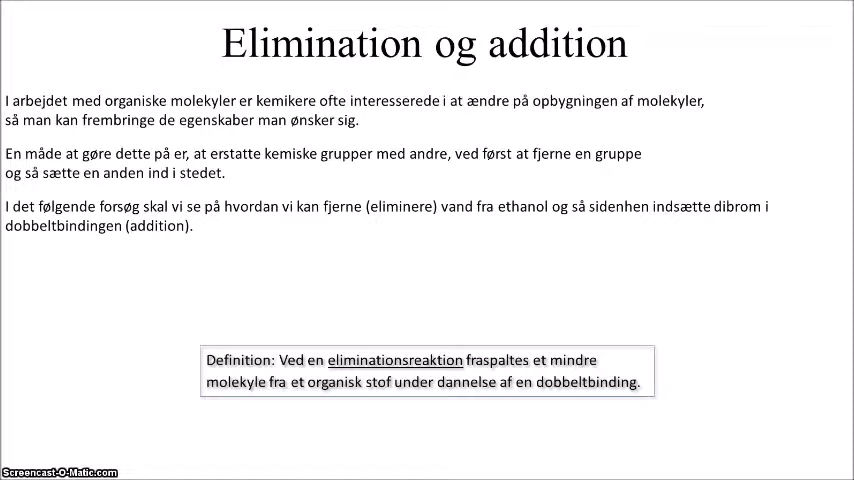 Elimination og addition
I arbejdet med organiske molekyler er kemikere ofte interesserede i at ændre på opbygningen af molekyler,
så man kan frembringe de egenskaber man ønsker sig.
En måde at gøre dette på er, at erstatte kemiske grupper med andre, ved først at fjerne en gruppe
og så sætte en anden ind i stedet.
I det følgende forsøg skal vi se på hvordan vi kan fjerne (eliminere) vand fra ethanol og så sidenhen indsætte dibrom i
dobbeltbindingen (addition).
Definition: Ved en eliminationsreaktion fraspaltes et mindre
molekyle fra et organisk stof under dannelse af en dobbeltbinding.
Screencast-O-Matic.com